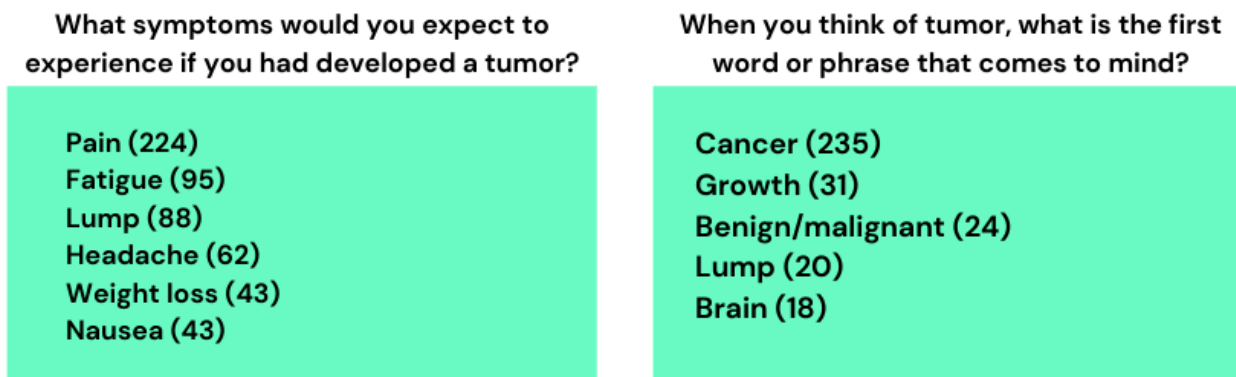 What symptoms would you expect to
experience if you had developed a tumor?
Pain (224)
Fatigue (95)
Lump (88)
Headache (62)
Weight loss (43)
Nausea (43)
When you think of tumor, what is the first
word or phrase that comes to mind?
Cancer (235)
Growth (31)
Benign/malignant (24)
Lump (20)
Brain (18)